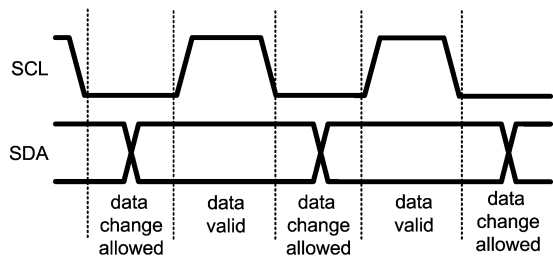 SCL
SDA
data
change
allowed
data
valid
data
change
allowed
data
valid
data
change
allowed